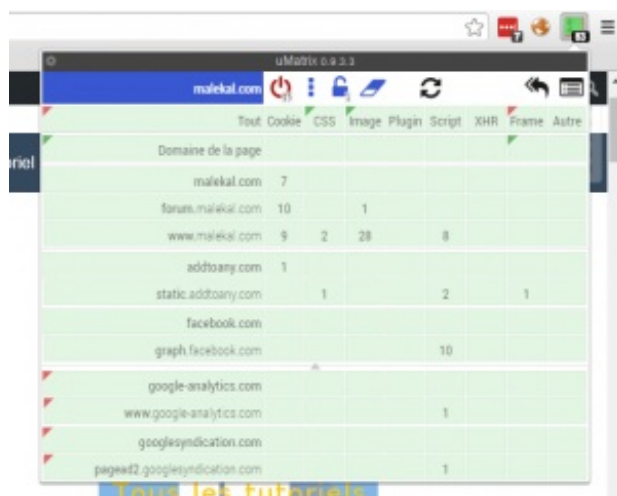 7
83
uMatrix 0.9.3.3
malekal.com
Tout Cookie CSS Image Plugin Script XHR Frame Autre
Domaine de la page
malekal.com 7
forum.malekal.com 10 1
www.malekal.com 9 2 28 8
addtoany.com 1
static.addtoany.com 1 2 1
facebook.com
graph.facebook.com 10
google-analytics.com
www.google-analytics.com 1
googlesyndication.com
pagead2.googlesyndication.com 1
riel
Tous les tutoriels